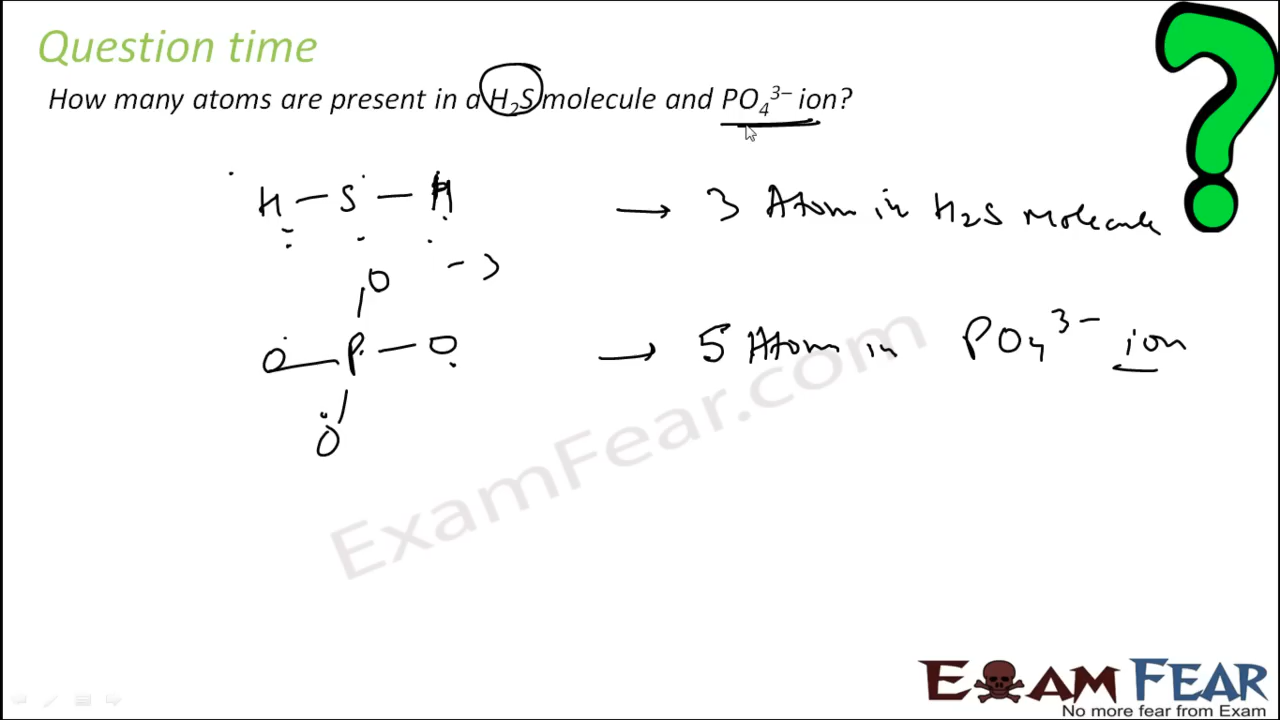 Question time
How many atoms are present in a H₂S molecule and PO₄³⁻ ion?
H – S – H → 3 Atom in H₂S molecule
→ 3
O
O – P – O → 5 Atom in PO₄³⁻ ion
O
ExamFear.com
EXAM FEAR
No more fear from Exam